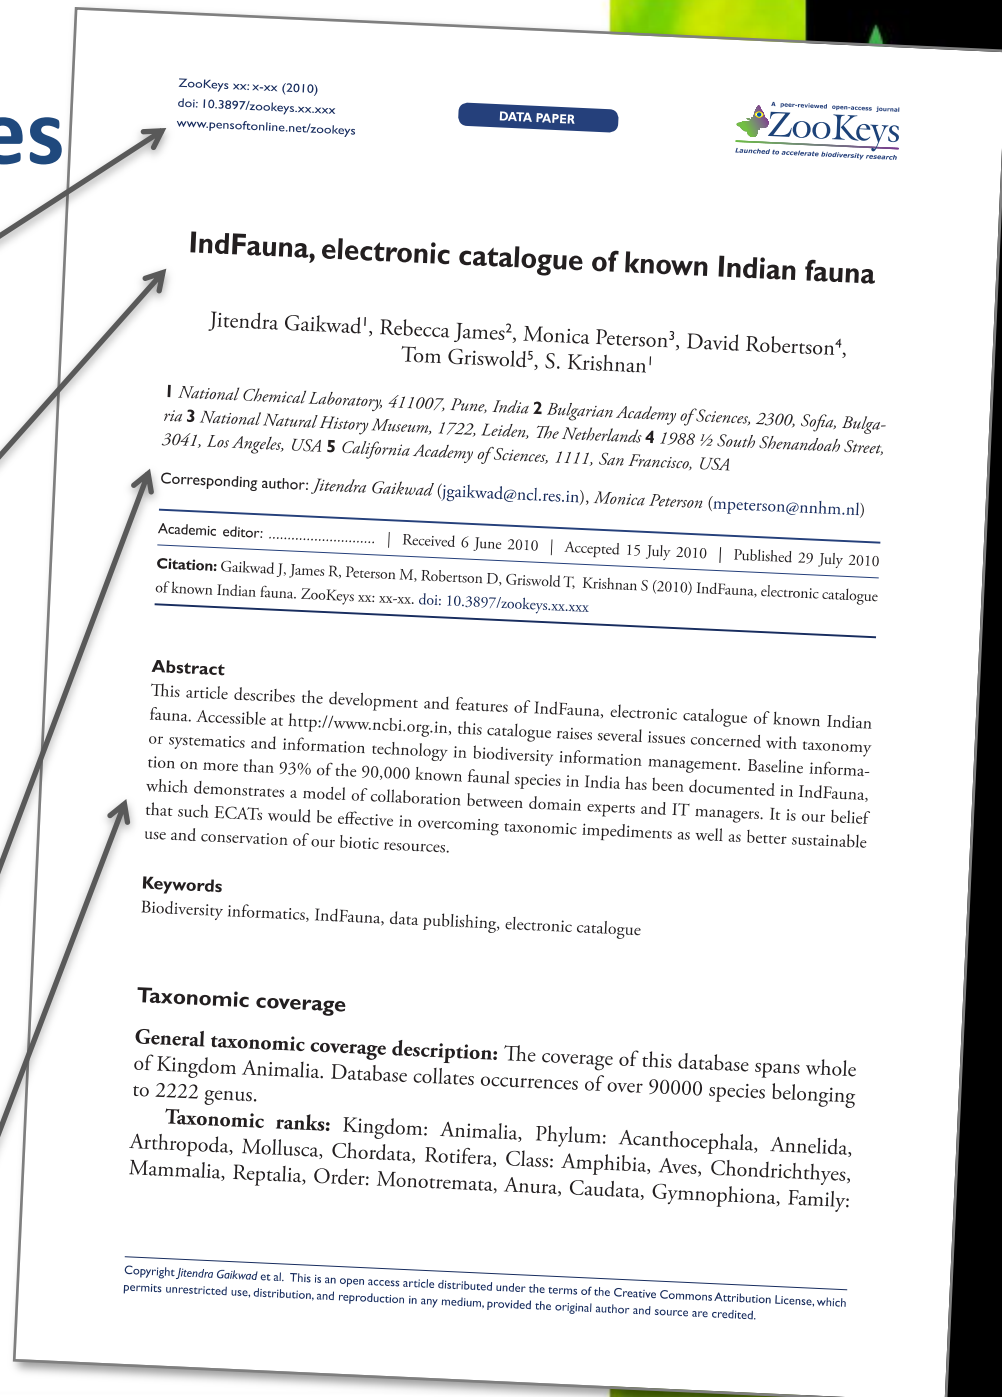 es
ZooKeys xx: x-xx (2010)
doi: 10.3897/zookeys.xx.xxx
www.pensoftonline.net/zookeys
DATA PAPER
A peer-reviewed open-access journal
ZooKeys
Launched to accelerate biodiversity research
IndFauna, electronic catalogue of known Indian fauna
Jitendra Gaikwad¹, Rebecca James², Monica Peterson³, David Robertson⁴,
Tom Griswold⁵, S. Krishnan¹
1 National Chemical Laboratory, 411007, Pune, India 2 Bulgarian Academy of Sciences, 2300, Sofia, Bulga-
ria 3 National Natural History Museum, 1722, Leiden, The Netherlands 4 1988 ½ South Shenandoah Street,
3041, Los Angeles, USA 5 California Academy of Sciences, 1111, San Francisco, USA
Corresponding author: Jitendra Gaikwad (jgaikwad@ncl.res.in), Monica Peterson (mpeterson@nnhm.nl)
Academic editor: ............................ | Received 6 June 2010 | Accepted 15 July 2010 | Published 29 July 2010
Citation: Gaikwad J, James R, Peterson M, Robertson D, Griswold T, Krishnan S (2010) IndFauna, electronic catalogue
of known Indian fauna. ZooKeys xx: xx-xx. doi: 10.3897/zookeys.xx.xxx
Abstract
This article describes the development and features of IndFauna, electronic catalogue of known Indian
fauna. Accessible at http://www.ncbi.org.in, this catalogue raises several issues concerned with taxonomy
or systematics and information technology in biodiversity information management. Baseline informa-
tion on more than 93% of the 90,000 known faunal species in India has been documented in IndFauna,
which demonstrates a model of collaboration between domain experts and IT managers. It is our belief
that such ECATs would be effective in overcoming taxonomic impediments as well as better sustainable
use and conservation of our biotic resources.
Keywords
Biodiversity informatics, IndFauna, data publishing, electronic catalogue
Taxonomic coverage
General taxonomic coverage description: The coverage of this database spans whole
of Kingdom Animalia. Database collates occurrences of over 90000 species belonging
to 2222 genus.
Taxonomic ranks: Kingdom: Animalia, Phylum: Acanthocephala, Annelida,
Arthropoda, Mollusca, Chordata, Rotifera, Class: Amphibia, Aves, Chondrichthyes,
Mammalia, Reptalia, Order: Monotremata, Anura, Caudata, Gymnophiona, Family:
Copyright Jitendra Gaikwad et al. This is an open access article distributed under the terms of the Creative Commons Attribution License, which
permits unrestricted use, distribution, and reproduction in any medium, provided the original author and source are credited.